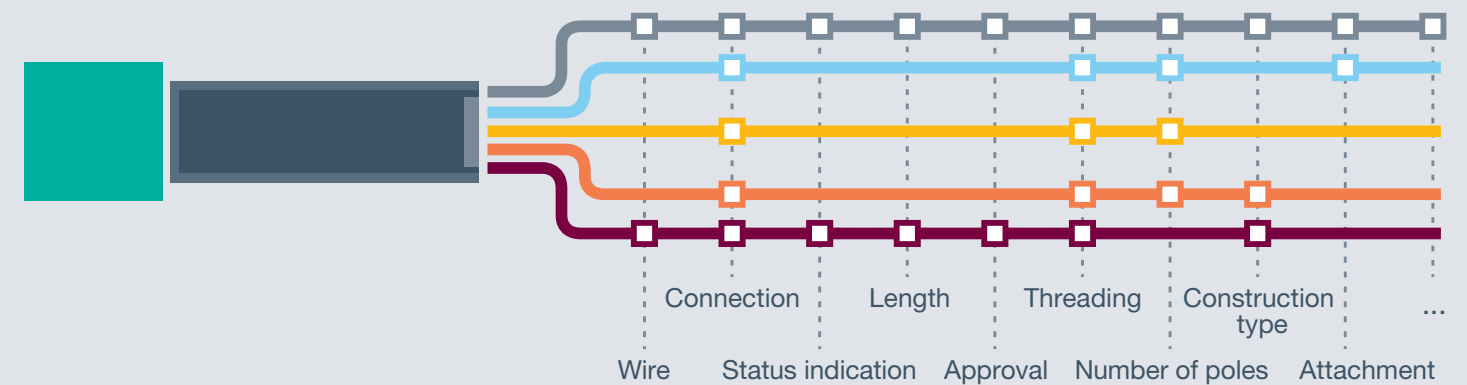 Connection
Length
Threading
Construction
type
...
Wire
Status indication
Approval
Number of poles
Attachment